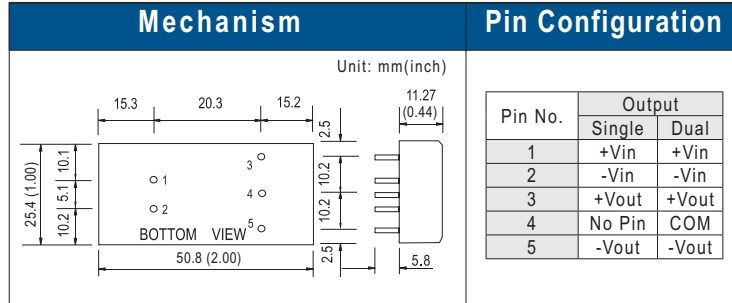 Mechanism
Pin Configuration
Unit: mm(inch)
15.3 20.3 15.2
11.27
(0.44)
2.5
10.2
10.2
2.5
25.4 (1.00)
10.1
5.1
10.2
1
2
3
4
5
BOTTOM VIEW
50.8 (2.00)
5.8
Pin No. Output
Single Dual
1 +Vin +Vin
2 -Vin -Vin
3 +Vout +Vout
4 No Pin COM
5 -Vout -Vout